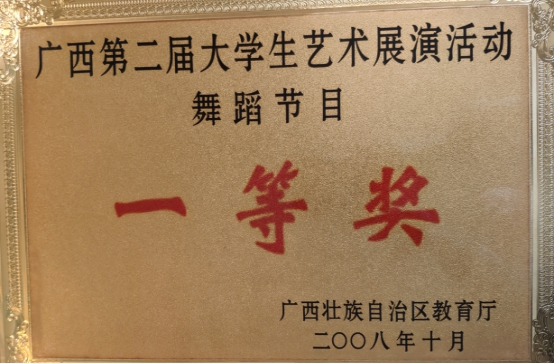 广西第二届大学生艺术展演活动
舞蹈节目
一等奖
广西壮族自治区教育厅
二〇〇八年十月